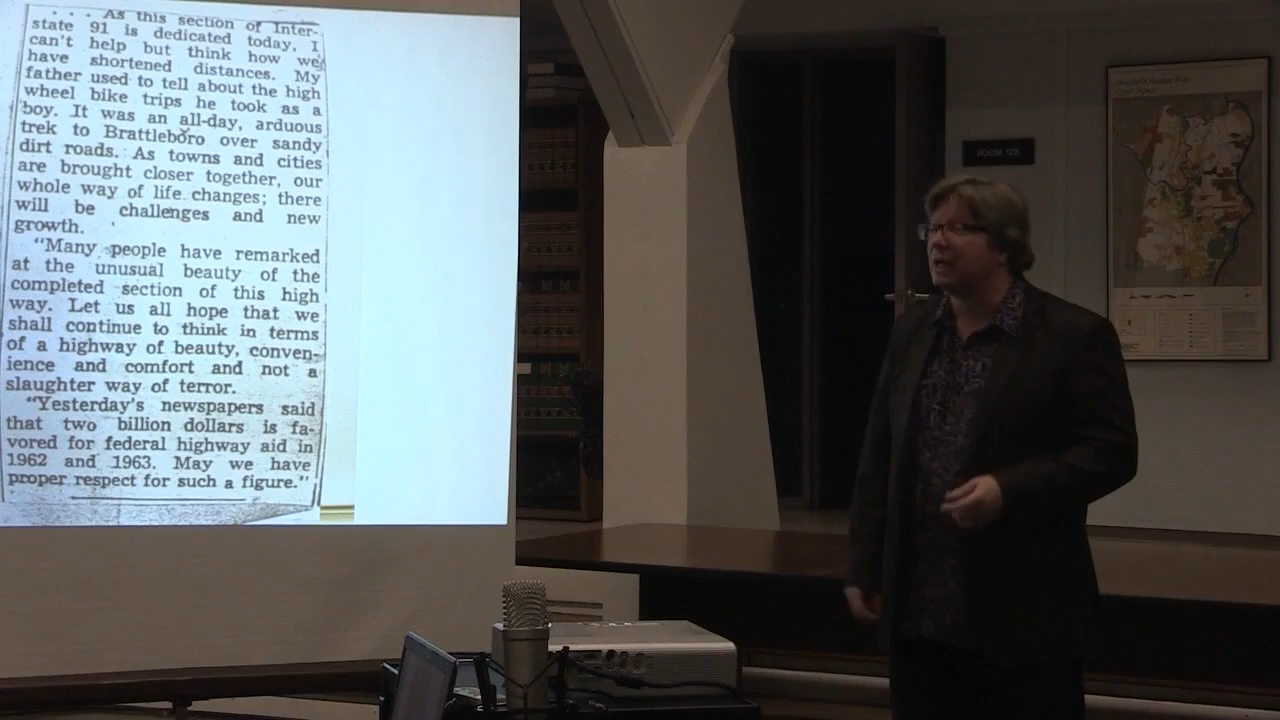 . . . As this section of Inter-
state 91 is dedicated today, I
can't help but think how we
have shortened distances. My
father used to tell about the high
wheel bike trips he took as a
boy. It was an all-day, arduous
trek to Brattleboro over sandy
dirt roads. As towns and cities
are brought closer together, our
whole way of life changes; there
will be challenges and new
growth.
"Many people have remarked
at the unusual beauty of the
completed section of this high
way. Let us all hope that we
shall continue to think in terms
of a highway of beauty, conven-
ience and comfort and not a
slaughter way of terror.
"Yesterday's newspapers said
that two billion dollars is fa-
vored for federal highway aid in
1962 and 1963. May we have
proper respect for such a figure."
ROOM